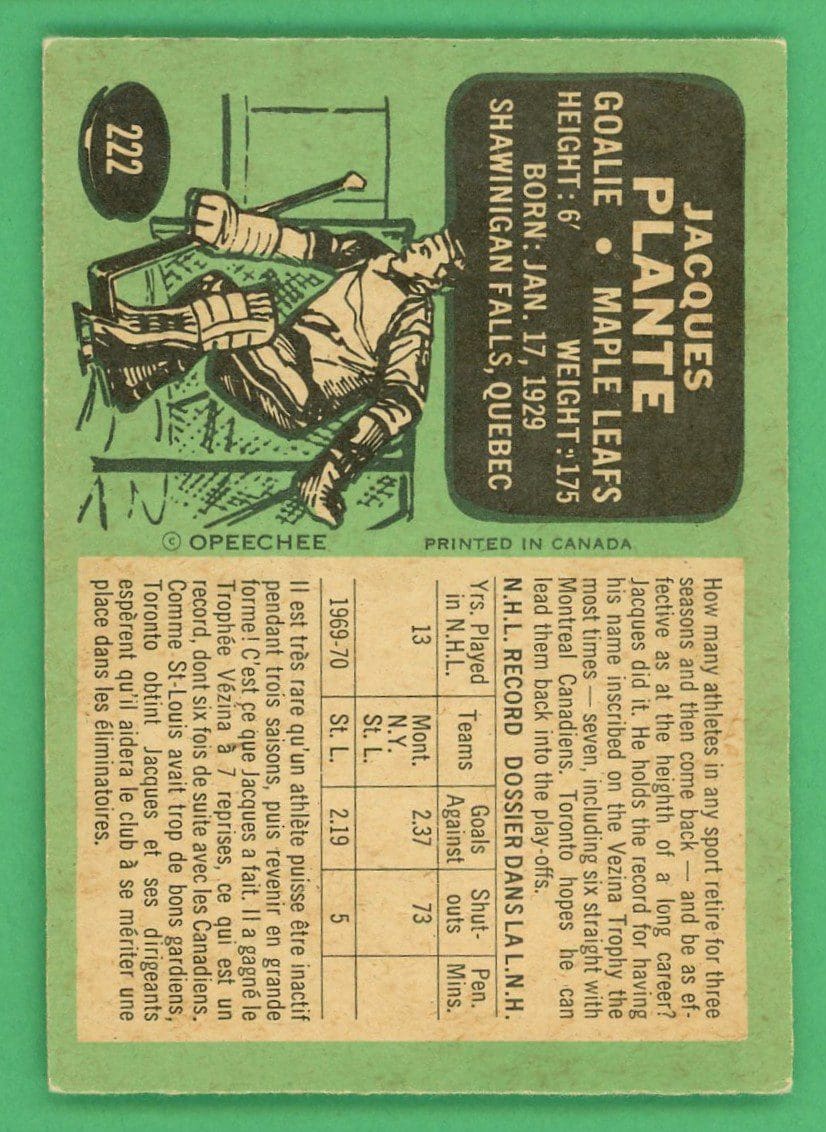 JACQUES
PLANTE
GOALIE • MAPLE LEAFS
HEIGHT: 6' WEIGHT: 175
BORN: JAN. 17, 1929
SHAWINIGAN FALLS, QUEBEC
222
© OPEECHEE
PRINTED IN CANADA
How many athletes in any sport retire for three
seasons and then come back — and be as ef-
fective as at the heighth of a long career?
Jacques did it. He holds the record for having
his name inscribed on the Vezina Trophy the
most times — seven, including six straight with
Montreal Canadiens. Toronto hopes he can
lead them back into the play-offs.
N.H.L. RECORD DOSSIER DANS LA L.N.H.
Yrs. Played Teams Goals Shut- Pen.
in N.H.L. Against outs Mins.
13 Mont. 2.37 73
N.Y.
St. L.
1969-70 St. L. 2.19 5
Il est très rare qu'un athlète puisse être inactif
pendant trois saisons, puis revenir en grande
forme! C'est ce que Jacques a fait. Il a gagné le
Trophée Vézina à 7 reprises, ce qui est un
record, dont six fois de suite avec les Canadiens.
Comme St-Louis avait trop de bons gardiens,
Toronto obtint Jacques et ses dirigeants
espèrent qu'il aidera le club à se mériter une
place dans les éliminatoires.